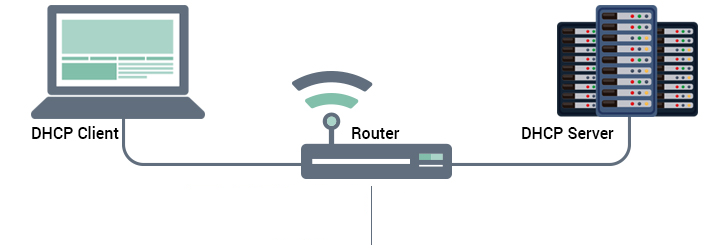 DHCP Client
Router
DHCP Server